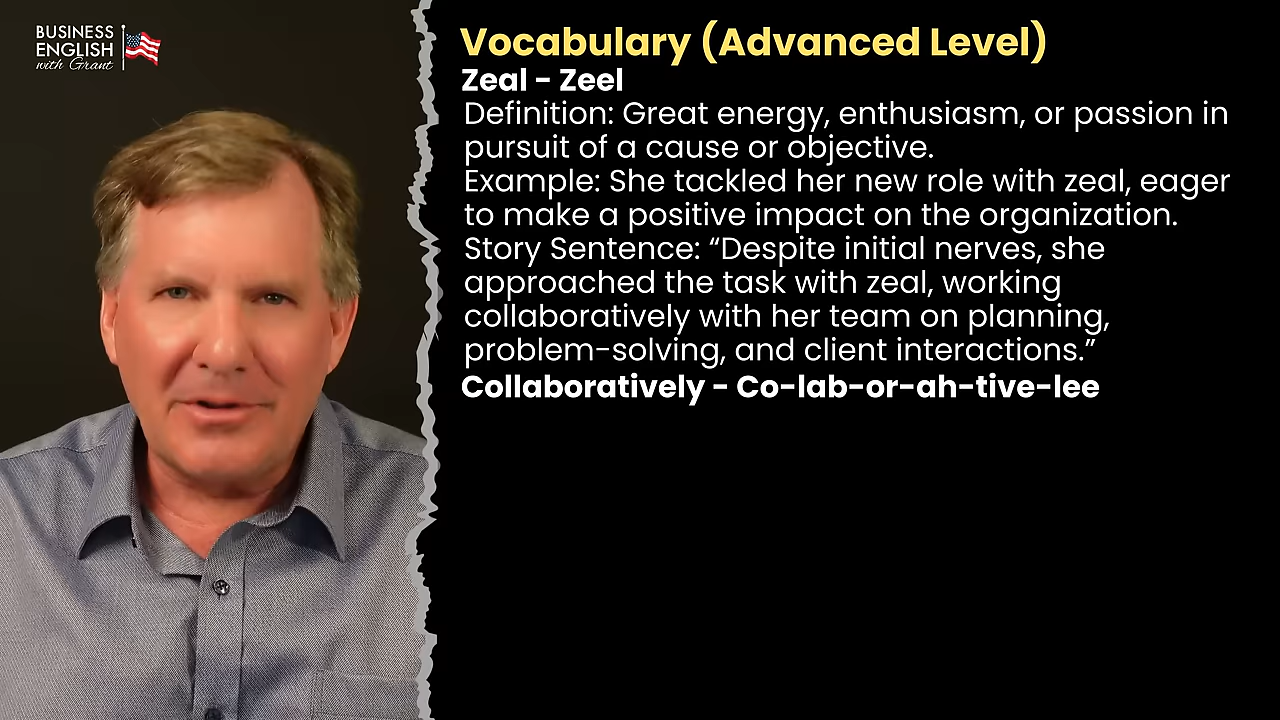 BUSINESS
ENGLISH
with Grant
Vocabulary (Advanced Level)
Zeal - Zeel
Definition: Great energy, enthusiasm, or passion in
pursuit of a cause or objective.
Example: She tackled her new role with zeal, eager
to make a positive impact on the organization.
Story Sentence: “Despite initial nerves, she
approached the task with zeal, working
collaboratively with her team on planning,
problem-solving, and client interactions.”
Collaboratively - Co-lab-or-ah-tive-lee